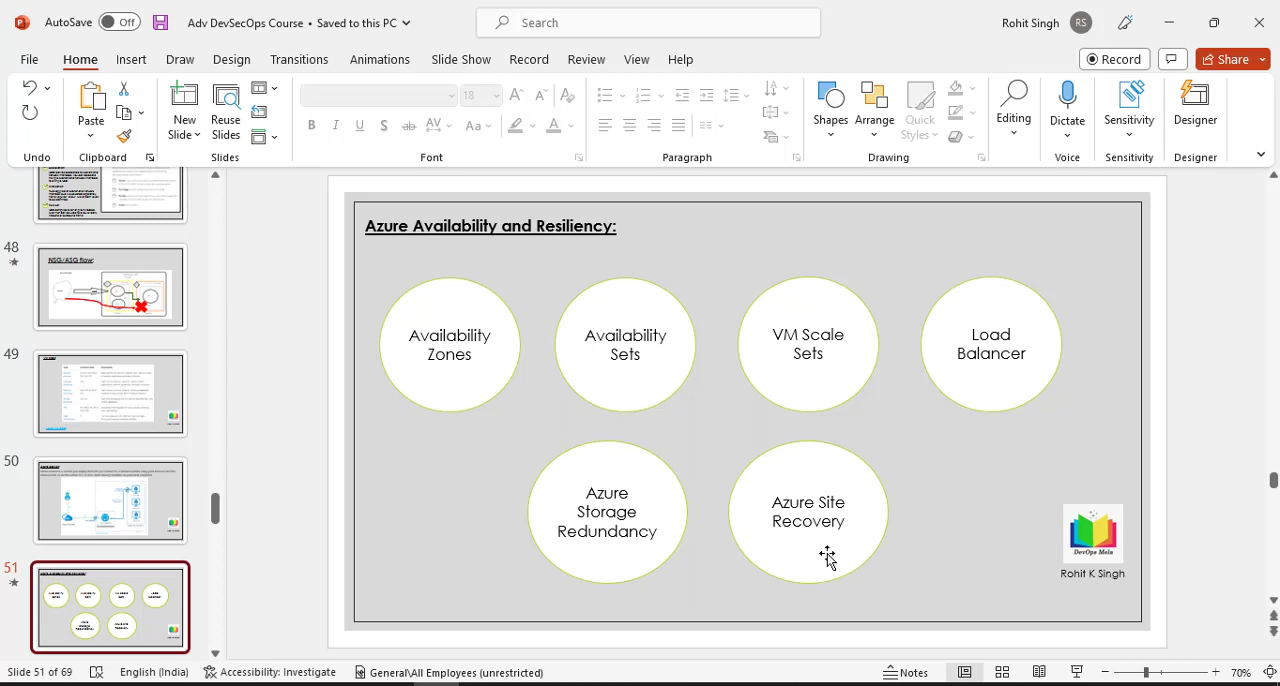 AutoSave Off Adv DevSecOps Course • Saved to this PC Search Rohit Singh RS
File Home Insert Draw Design Transitions Animations Slide Show Record Review View Help Record Share
Paste New Slide Reuse Slides 18 Shapes Arrange Quick Styles Editing Dictate Sensitivity Designer
Undo Clipboard Slides Font Paragraph Drawing Voice Sensitivity Designer
48
NSG/ASG flow:
49
50
51
Azure Availability and Resiliency:
Availability
Zones
Availability
Sets
VM Scale
Sets
Load
Balancer
Azure
Storage
Redundancy
Azure Site
Recovery
DevOps Mela
Rohit K Singh
Slide 51 of 69 English (India) Accessibility: Investigate General\All Employees (unrestricted) Notes 70%